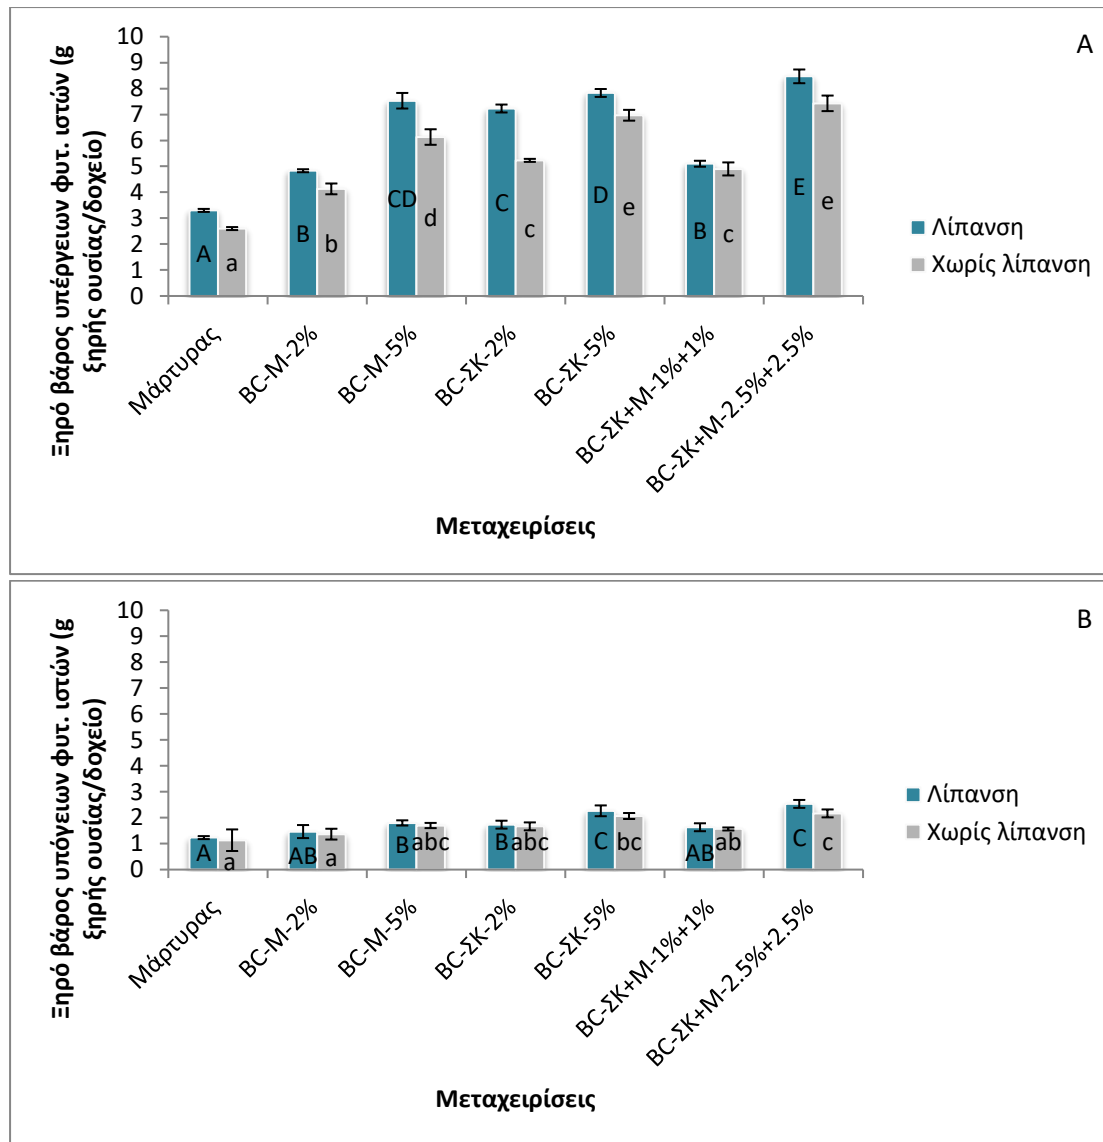 A
Ξηρό βάρος υπέργειων φυτ. ιστών (g
ξηρής ουσίας/δοχείο)
10
9
8
7
6
5
4
3
2
1
0
A
a
B
b
CD
d
C
c
D
e
B
c
E
e
Λίπανση
Χωρίς λίπανση
Μάρτυρας
BC-ΙΜ-2%
BC-ΙΜ-5%
BC-ΣΚ-2%
BC-ΣΚ-5%
BC-ΣΚ+Μ-1%+1%
BC-ΣΚ+Μ-2.5%+2.5%
Μεταχειρίσεις
B
Ξηρό βάρος υπόγειων φυτ. ιστών (g
ξηρής ουσίας/δοχείο)
10
9
8
7
6
5
4
3
2
1
0
A
a
AB
a
B
abc
B
abc
C
bc
AB
ab
C
c
Λίπανση
Χωρίς λίπανση
Μάρτυρας
BC-ΙΜ-2%
BC-ΙΜ-5%
BC-ΣΚ-2%
BC-ΣΚ-5%
BC-ΣΚ+Μ-1%+1%
BC-ΣΚ+Μ-2.5%+2.5%
Μεταχειρίσεις